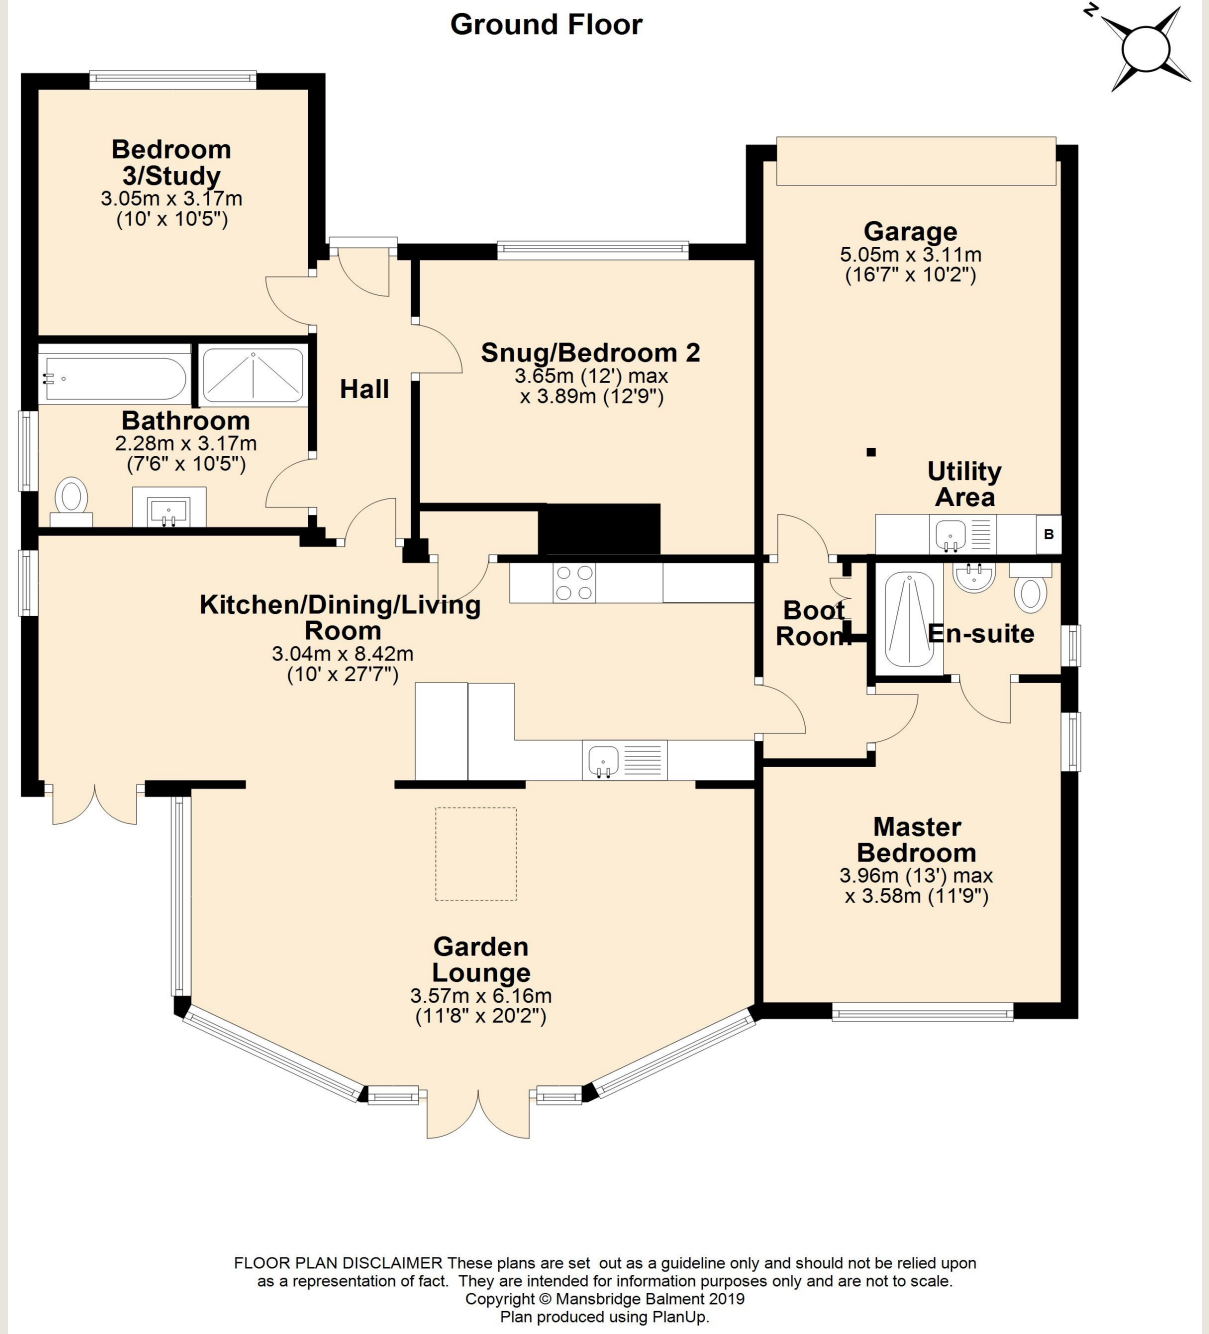 Ground Floor
N
Bedroom
3/Study
3.05m x 3.17m
(10' x 10'5")
Garage
5.05m x 3.11m
(16'7" x 10'2")
Snug/Bedroom 2
3.65m (12') max
x 3.89m (12'9")
Hall
Bathroom
2.28m x 3.17m
(7'6" x 10'5")
Utility
Area
B
Kitchen/Dining/Living
Room
3.04m x 8.42m
(10' x 27'7")
Boot
Room
En-suite
Master
Bedroom
3.96m (13') max
x 3.58m (11'9")
Garden
Lounge
3.57m x 6.16m
(11'8" x 20'2")
FLOOR PLAN DISCLAIMER These plans are set  out as a guideline only and should not be relied upon
as a representation of fact.  They are intended for information purposes only and are not to scale.
Copyright © Mansbridge Balment 2019
Plan produced using PlanUp.